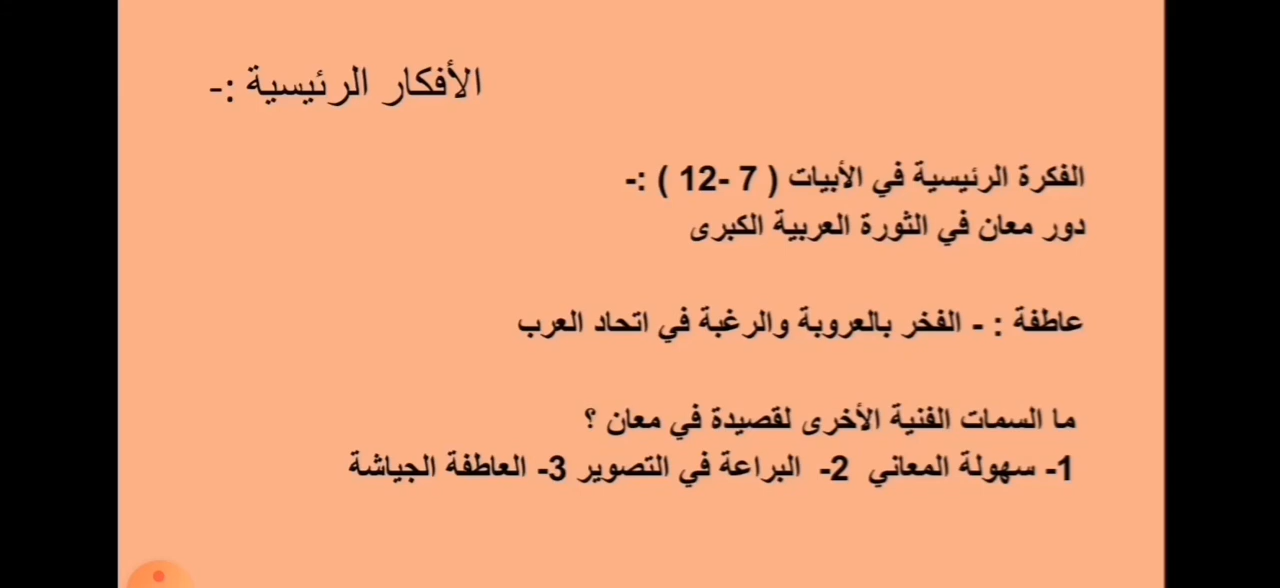 الأفكار الرئيسية :-
الفكرة الرئيسية في الأبيات ( 7 -12 ) :-
دور معان في الثورة العربية الكبرى
عاطفة : - الفخر بالعروبة والرغبة في اتحاد العرب
ما السمات الفنية الأخرى لقصيدة في معان ؟
1- سهولة المعاني 2- البراعة في التصوير 3- العاطفة الجياشة